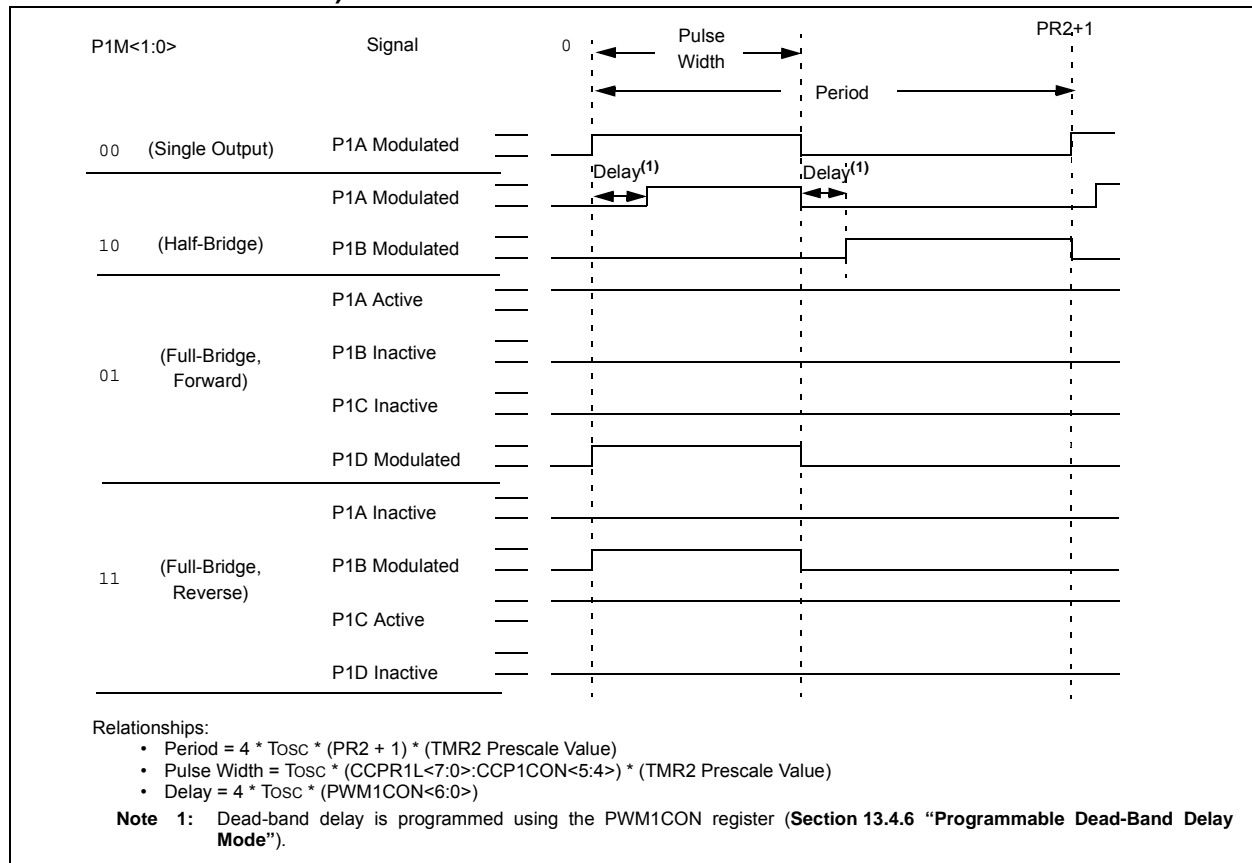 P1M<1:0> Signal 0 Pulse Width PR2+1
Period
00 (Single Output) P1A Modulated
Delay(1) Delay(1)
P1A Modulated
10 (Half-Bridge) P1B Modulated
P1A Active
P1B Inactive
01 (Full-Bridge, Forward)
P1C Inactive
P1D Modulated
P1A Inactive
P1B Modulated
11 (Full-Bridge, Reverse)
P1C Active
P1D Inactive
Relationships:
• Period = 4 * TOSC * (PR2 + 1) * (TMR2 Prescale Value)
• Pulse Width = TOSC * (CCPR1L<7:0>:CCP1CON<5:4>) * (TMR2 Prescale Value)
• Delay = 4 * TOSC * (PWM1CON<6:0>)
Note 1: Dead-band delay is programmed using the PWM1CON register (Section 13.4.6 “Programmable Dead-Band Delay
Mode”).